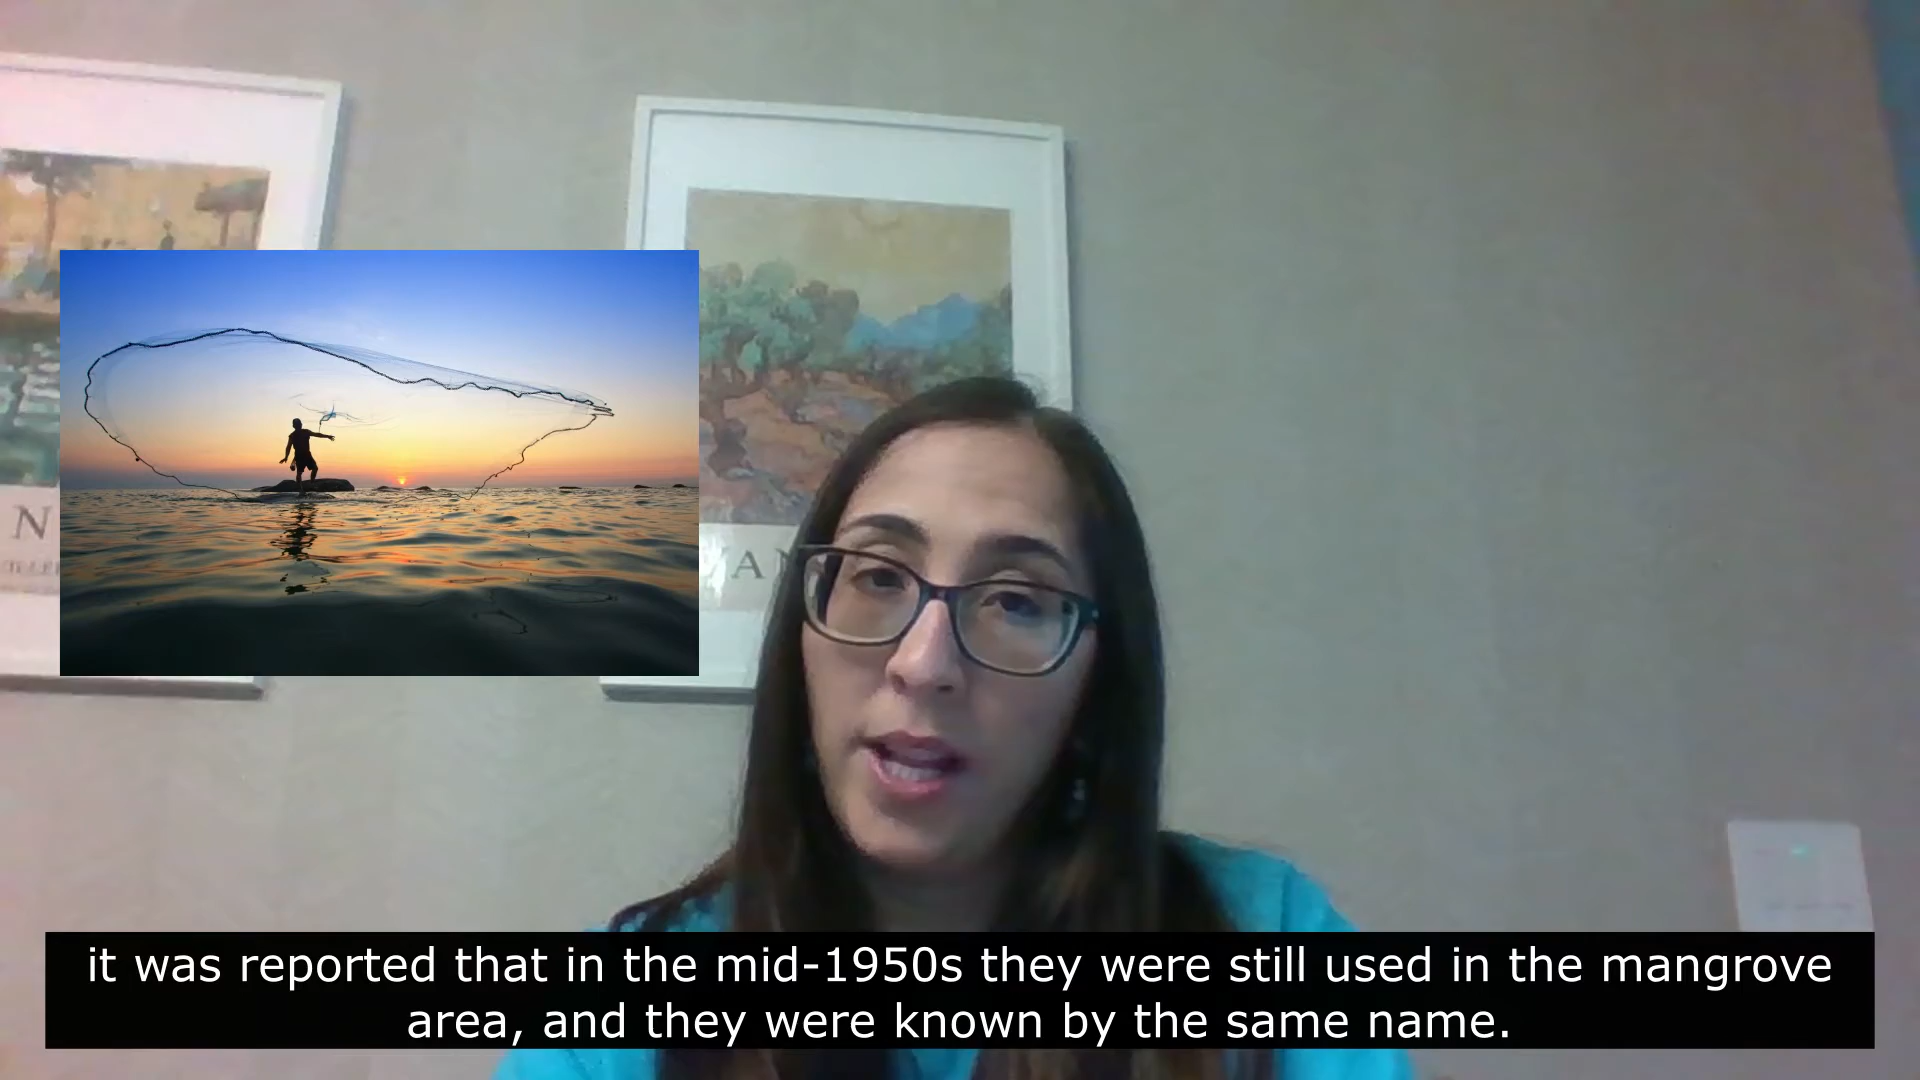 N
VAN
it was reported that in the mid-1950s they were still used in the mangrove
area, and they were known by the same name.